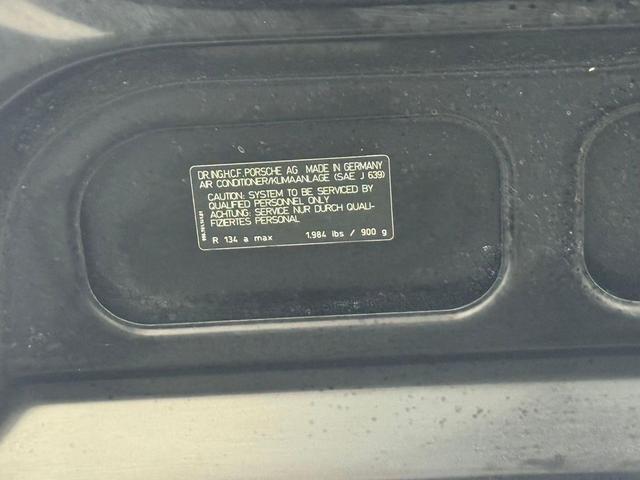 DR.ING.H.C.F. PORSCHE AG MADE IN GERMANY
AIR CONDITIONER/KLIMAANLAGE (SAE J 639)
CAUTION: SYSTEM TO BE SERVICED BY
QUALIFIED PERSONNEL ONLY
ACHTUNG: SERVICE NUR DURCH QUALI-
FIZIERTES PERSONAL
R 134 a max 1.984 lbs / 900 g